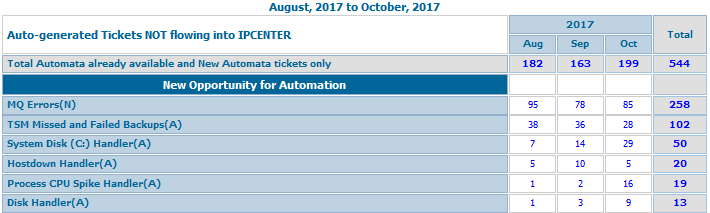 August, 2017 to October, 2017
Auto-generated Tickets NOT flowing into IPCENTER 2017 Total
Aug Sep Oct
Total Automata already available and New Automata tickets only 182 163 199 544
New Opportunity for Automation
MQ Errors(N) 95 78 85 258
TSM Missed and Failed Backups(A) 38 36 28 102
System Disk (C:) Handler(A) 7 14 29 50
Hostdown Handler(A) 5 10 5 20
Process CPU Spike Handler(A) 1 2 16 19
Disk Handler(A) 1 3 9 13